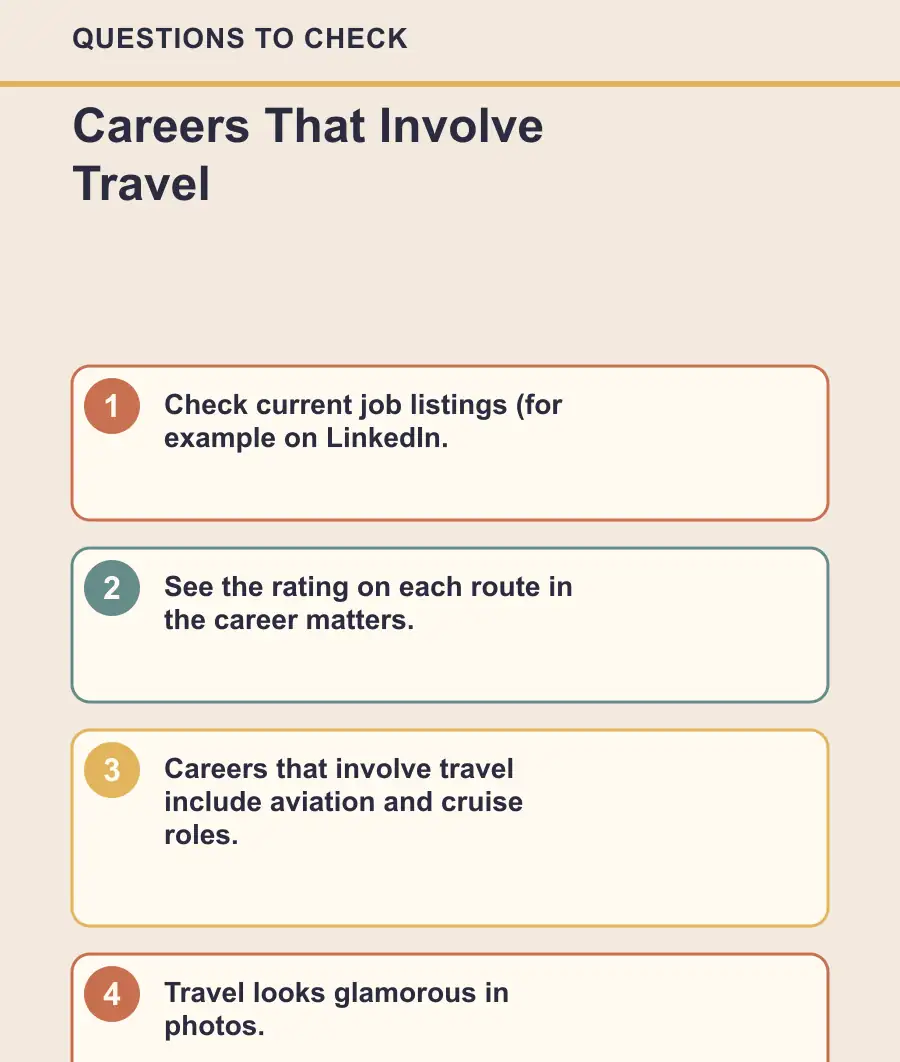 QUESTIONS TO CHECK
Careers That Involve
Travel
1
Check current job listings (for
example on LinkedIn.
2
See the rating on each route in
the career matters.
3
Careers that involve travel
include aviation and cruise
roles.
4
Travel looks glamorous in
photos.